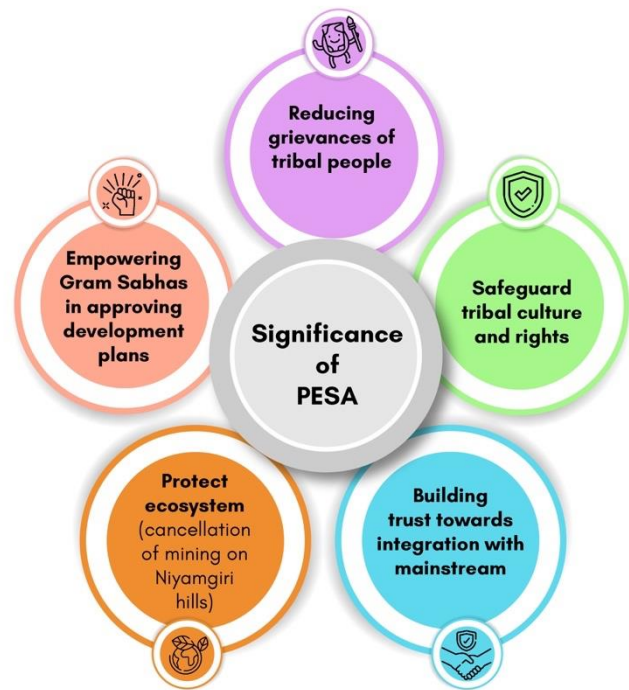 Reducing
grievances of
tribal people
Empowering
Gram Sabhas
in approving
development
plans
Safeguard
tribal culture
and rights
Significance
of
PESA
Protect
ecosystem
(cancellation
of mining on
Niyamgiri
hills)
Building
trust towards
integration with
mainstream